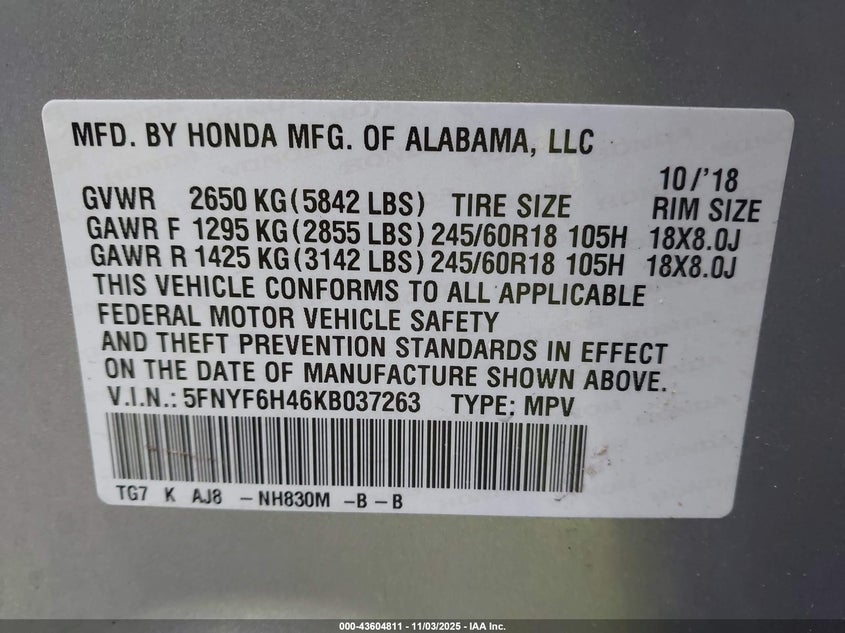 MFD. BY HONDA MFG. OF ALABAMA, LLC
10/'18
GVWR 2650 KG (5842 LBS) TIRE SIZE RIM SIZE
GAWR F 1295 KG (2855 LBS) 245/60R18 105H 18X8.0J
GAWR R 1425 KG (3142 LBS) 245/60R18 105H 18X8.0J
THIS VEHICLE CONFORMS TO ALL APPLICABLE
FEDERAL MOTOR VEHICLE SAFETY
AND THEFT PREVENTION STANDARDS IN EFFECT
ON THE DATE OF MANUFACTURE SHOWN ABOVE.
V.I.N.: 5FNYF6H46KB037263 TYPE: MPV
TG7 K AJ8 - NH830M - B - B
000-43604811 - 11/03/2025 - IAA Inc.